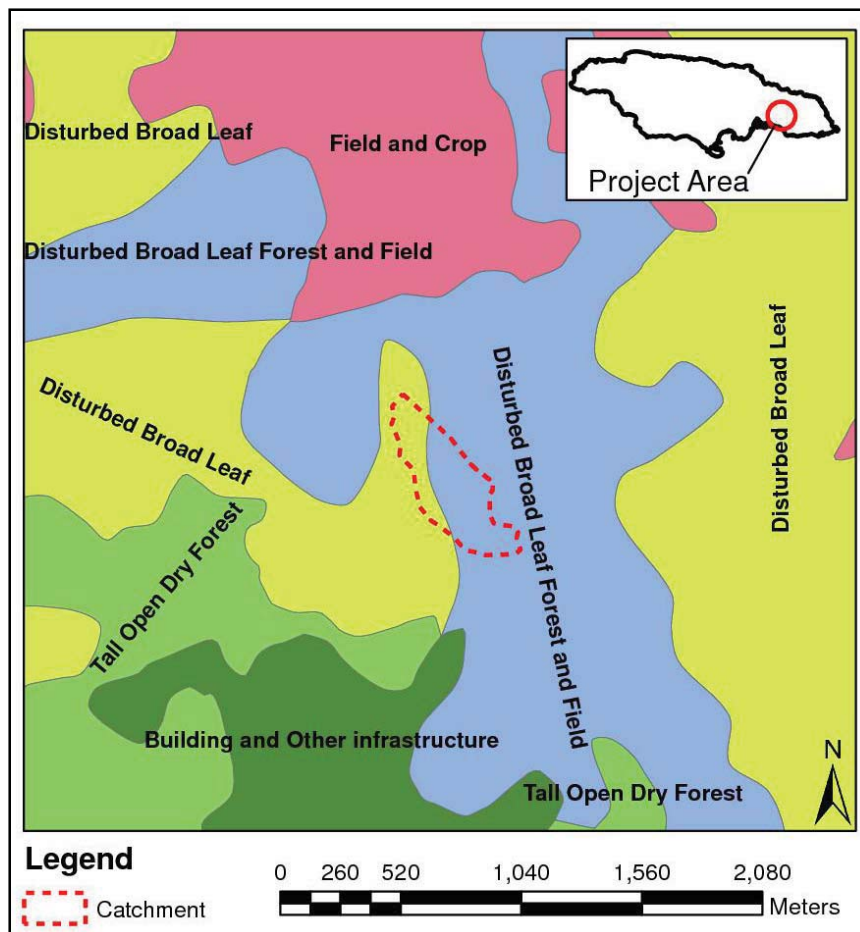 Project Area
Disturbed Broad Leaf
Field and Crop
Disturbed Broad Leaf Forest and Field
Disturbed Broad Leaf
Disturbed Broad Leaf Forest and Field
Disturbed Broad Leaf
Tall Open Dry Forest
Building and Other infrastructure
Tall Open Dry Forest
N
Legend
Catchment
0 260 520 1,040 1,560 2,080
Meters